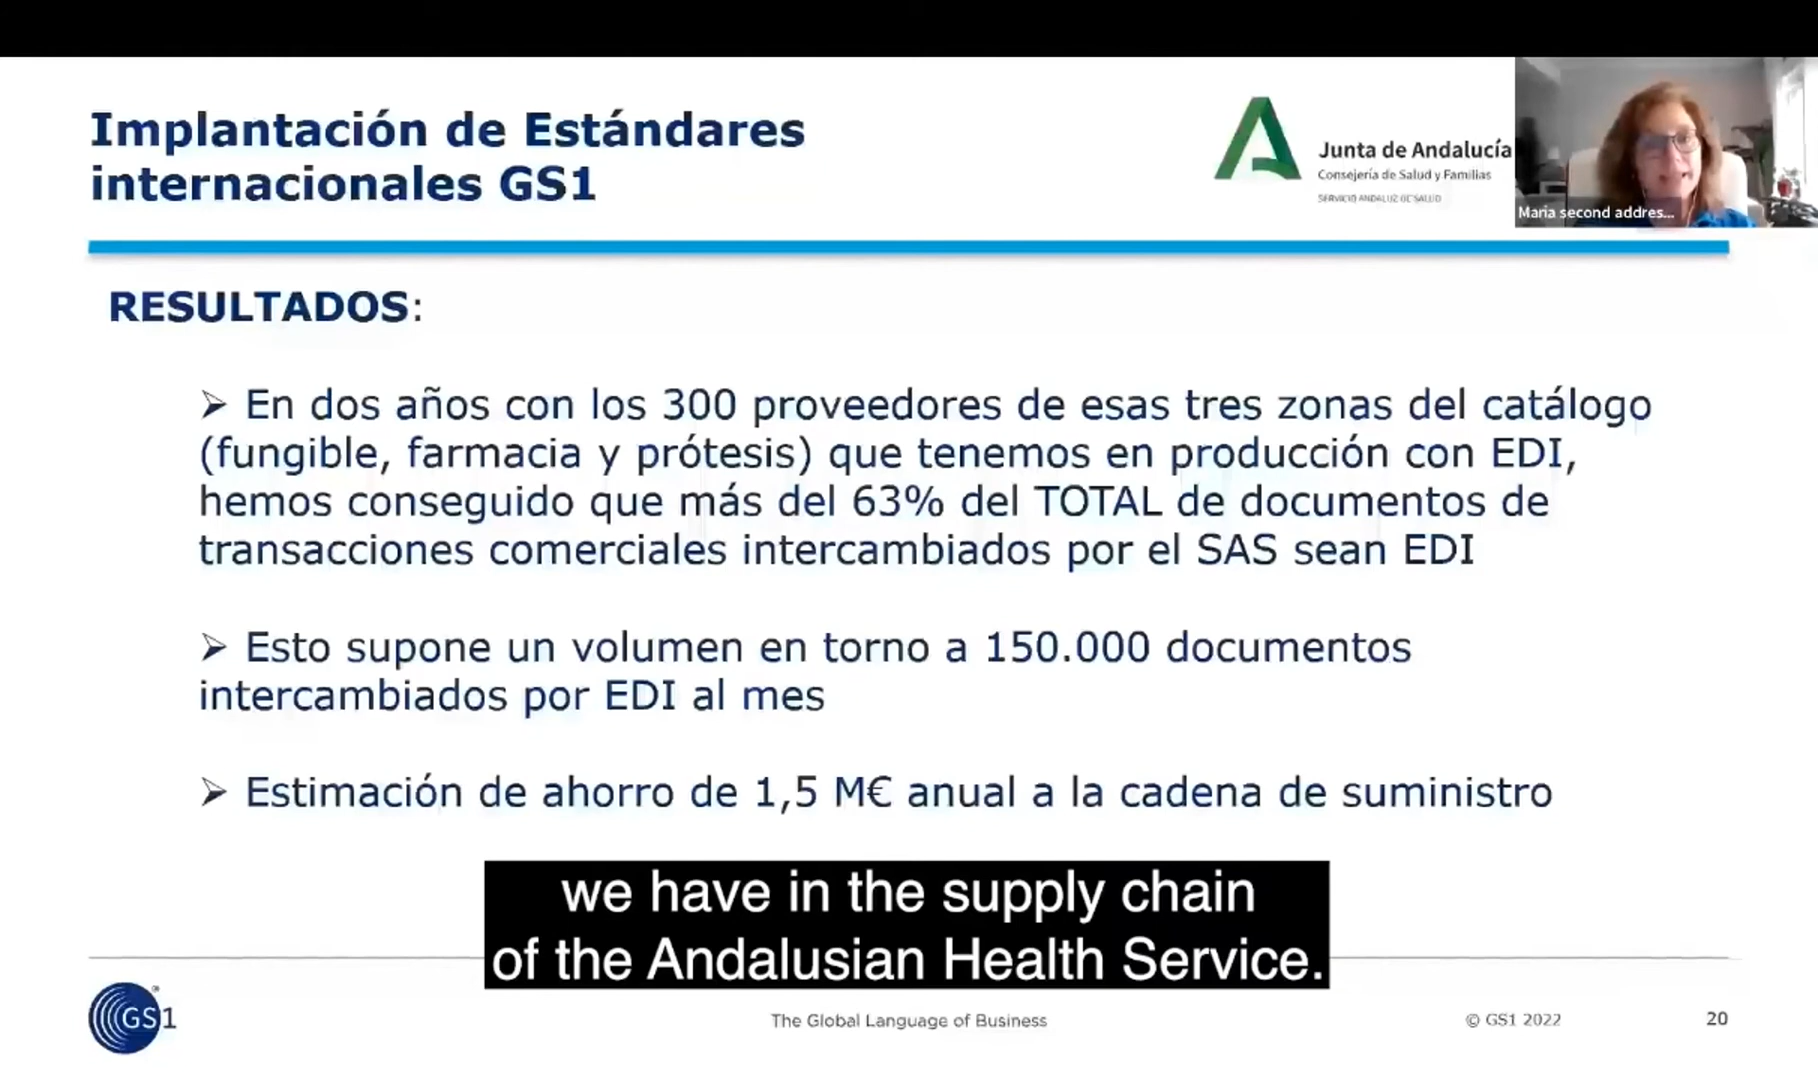 Implantación de Estándares
internacionales GS1
Junta de Andalucía
Consejería de Salud y Familias
SERVICIO ANDALUZ DE SALUD
Maria second addres...
RESULTADOS:
➢ En dos años con los 300 proveedores de esas tres zonas del catálogo
(fungible, farmacia y prótesis) que tenemos en producción con EDI,
hemos conseguido que más del 63% del TOTAL de documentos de
transacciones comerciales intercambiados por el SAS sean EDI
➢ Esto supone un volumen en torno a 150.000 documentos
intercambiados por EDI al mes
➢ Estimación de ahorro de 1,5 M€ anual a la cadena de suministro
we have in the supply chain
of the Andalusian Health Service.
GS1
The Global Language of Business
© GS1 2022
20